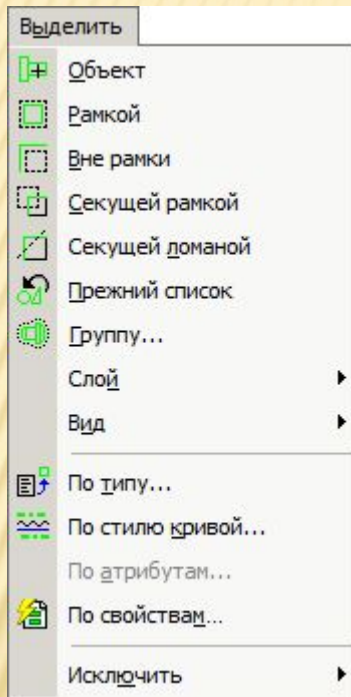 Выделить
Объект
Рамкой
Вне рамки
Секущей рамкой
Секущей ломаной
Прежний список
Группу...
Слой
Вид
По типу...
По стилю кривой...
По атрибутам...
По свойствам...
Исключить